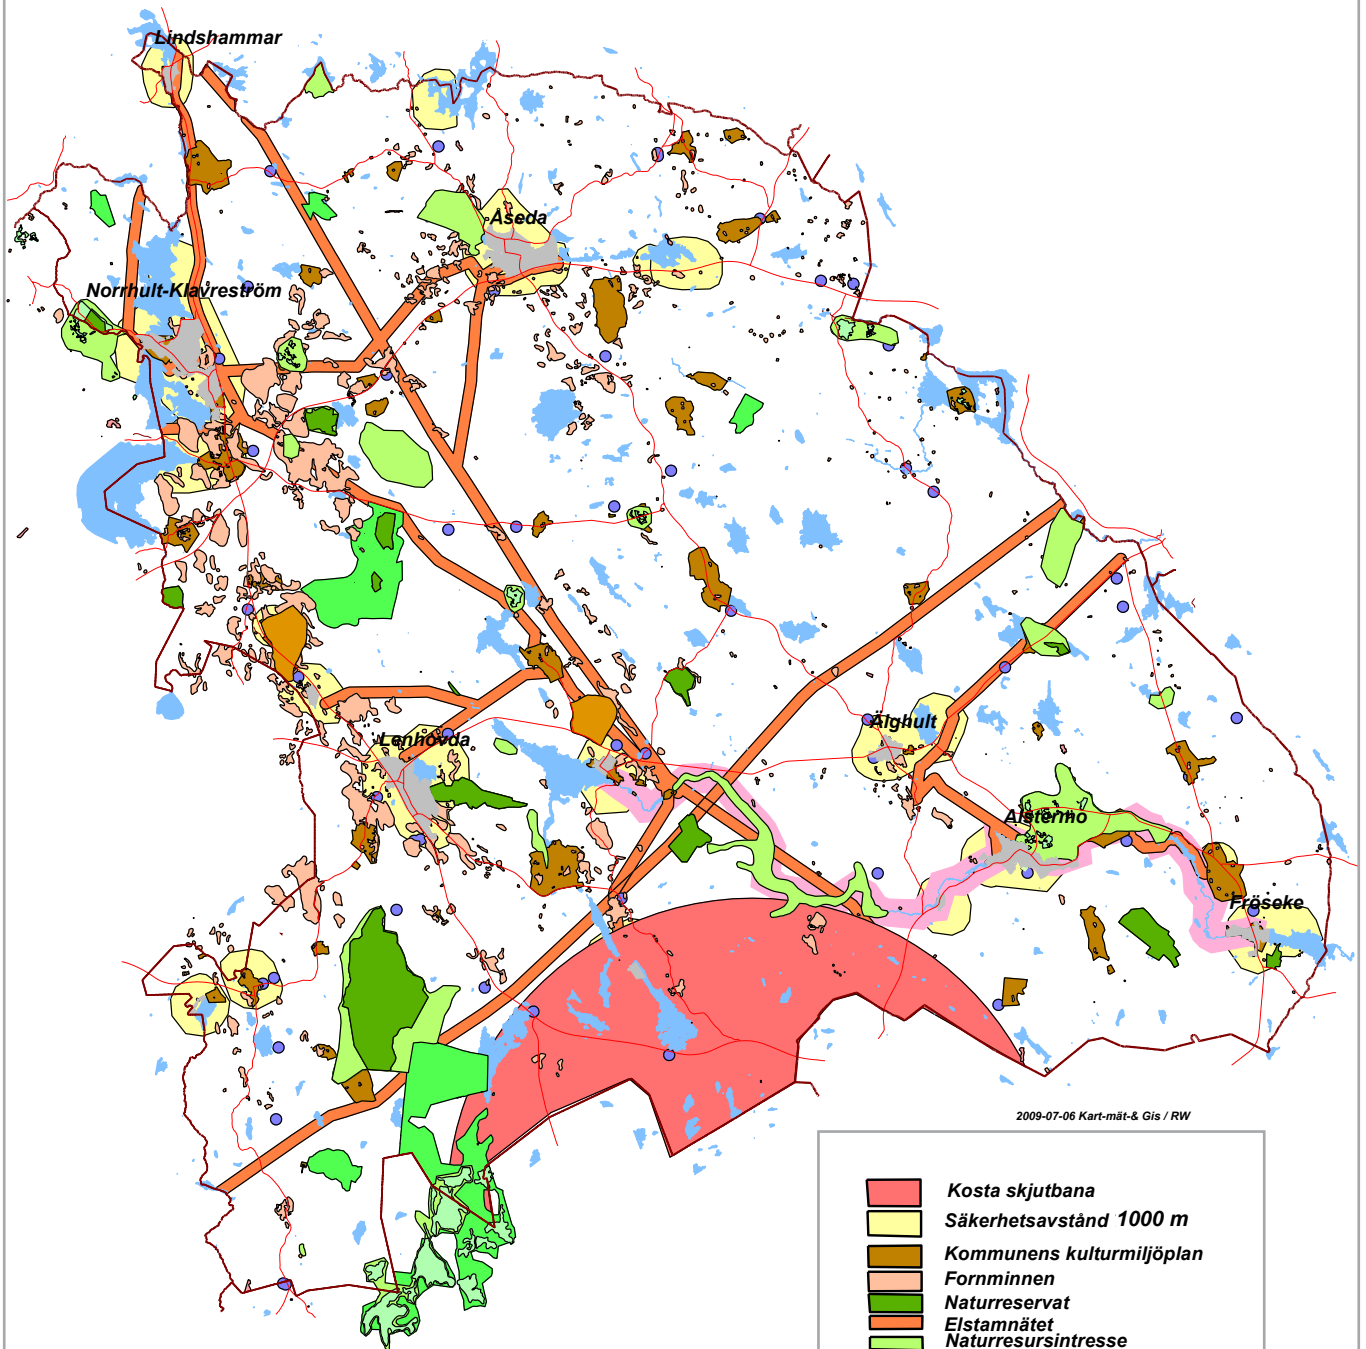 Lindshammar
Åseda
Norrhult-Klavreström
Älghult
Lenhovda
Alstermo
Fröseke
2009-07-06 Kart-mät-& Gis / RW
Kosta skjutbana
Säkerhetsavstånd 1000 m
Kommunens kulturmiljöplan
Fornminnen
Naturreservat
Elstamnätet
Naturresursintresse